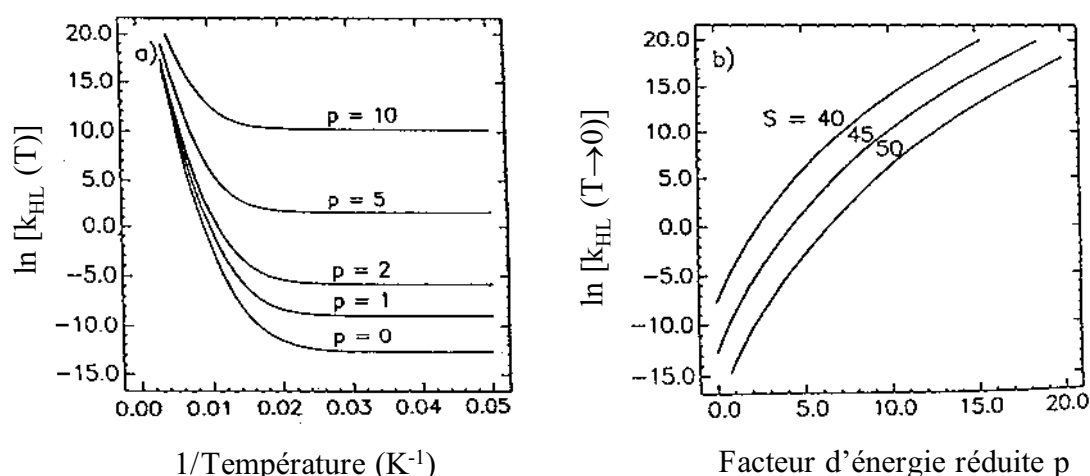 ln [k_HL (T)]
20.0
15.0
10.0
5.0
0.0
−5.0
−10.0
−15.0
a)
p = 10
p = 5
p = 2
p = 1
p = 0
0.00 0.01 0.02 0.03 0.04 0.05
1/Température (K⁻¹)
ln [k_HL (T→0)]
20.0
15.0
10.0
5.0
0.0
−5.0
−10.0
−15.0
b)
S = 40
45
50
0.0 5.0 10.0 15.0 20.0
Facteur d’énergie réduite p